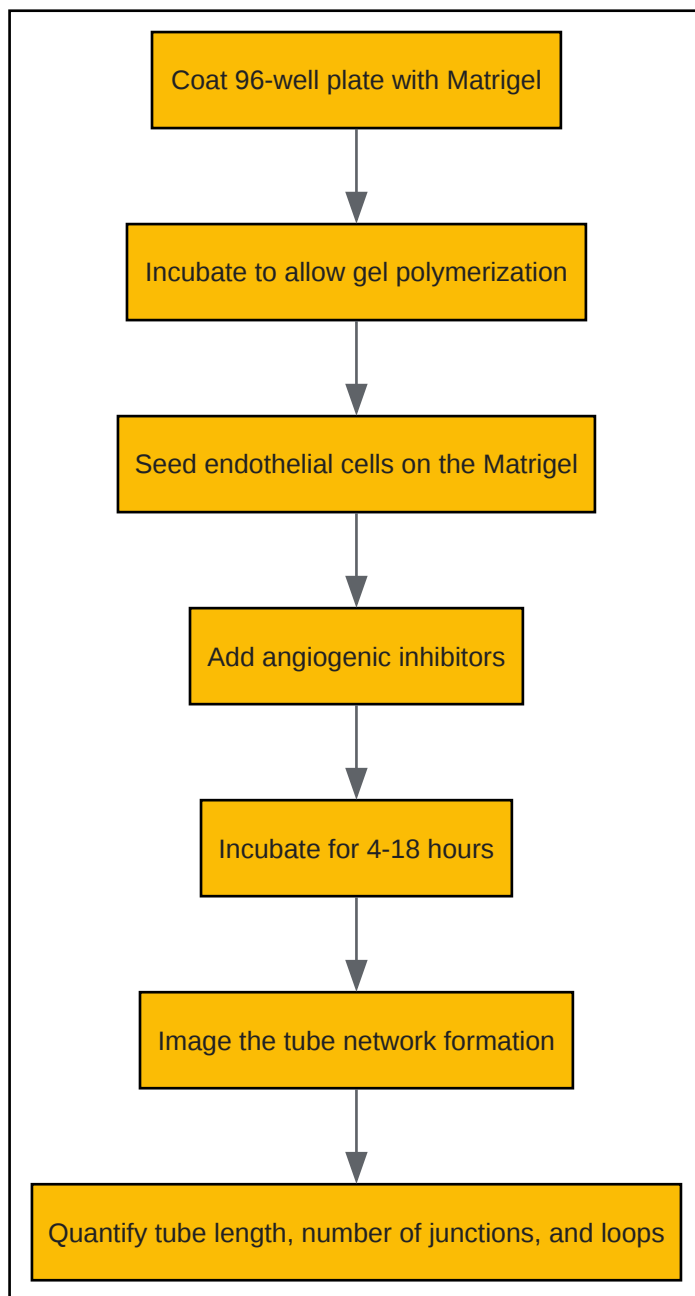 Coat 96-well plate with Matrigel
Incubate to allow gel polymerization
Seed endothelial cells on the Matrigel
Add angiogenic inhibitors
Incubate for 4-18 hours
Image the tube network formation
Quantify tube length, number of junctions, and loops